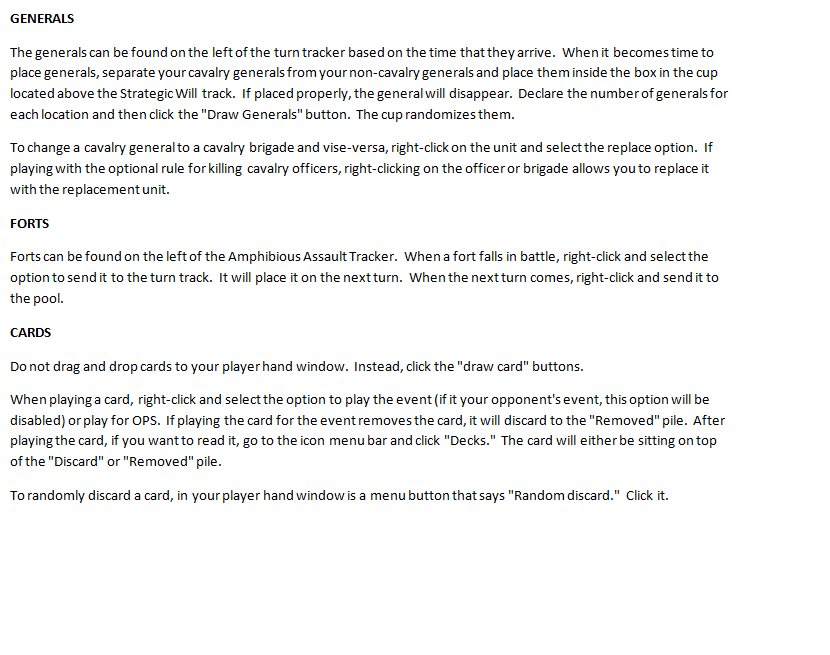 GENERALS
The generals can be found on the left of the turn tracker based on the time that they arrive.  When it becomes time to
place generals, separate your cavalry generals from your non-cavalry generals and place them inside the box in the cup
located above the Strategic Will track.  If placed properly, the general will disappear.  Declare the number of generals for
each location and then click the "Draw Generals" button.  The cup randomizes them.
To change a cavalry general to a cavalry brigade and vise-versa, right-click on the unit and select the replace option.  If
playing with the optional rule for killing cavalry officers, right-clicking on the officer or brigade allows you to replace it
with the replacement unit.
FORTS
Forts can be found on the left of the Amphibious Assault Tracker.  When a fort falls in battle, right-click and select the
option to send it to the turn track.  It will place it on the next turn.  When the next turn comes, right-click and send it to
the pool.
CARDS
Do not drag and drop cards to your player hand window.  Instead, click the "draw card" buttons.
When playing a card, right-click and select the option to play the event (if it your opponent's event, this option will be
disabled) or play for OPS.  If playing the card for the event removes the card, it will discard to the "Removed" pile.  After
playing the card, if you want to read it, go to the icon menu bar and click "Decks."  The card will either be sitting on top
of the "Discard" or "Removed" pile.
To randomly discard a card, in your player hand window is a menu button that says "Random discard."  Click it.